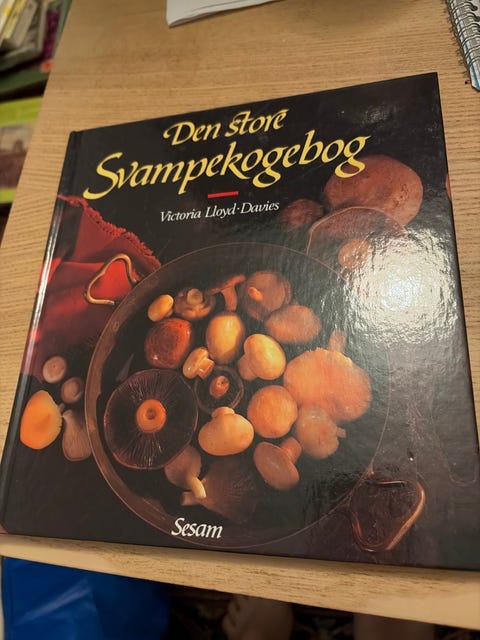 Den store
Svampekogebog
Victoria Lloyd-Davies
Sesam